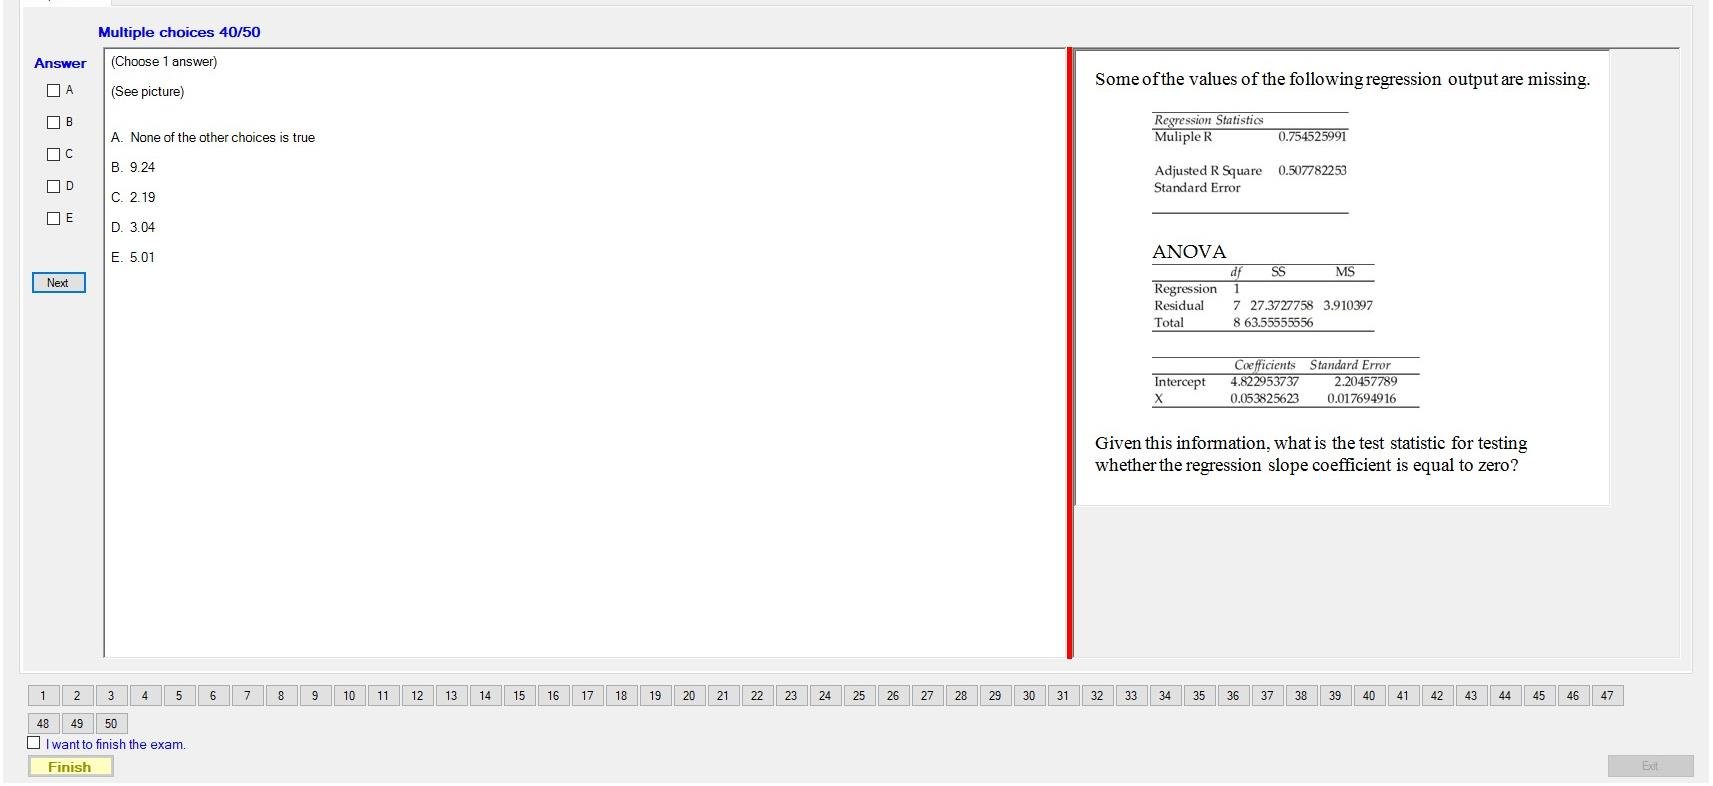 Multiple choices 40/50
Answer
A
B
C
D
E
Next
(Choose 1 answer)
(See picture)
A. None of the other choices is true
B. 9.24
C. 2.19
D. 3.04
E. 5.01
Some of the values of the following regression output are missing.
Regression Statistics
Muliple R 0.754525991
Adjusted R Square 0.507782253
Standard Error
ANOVA
df SS MS
Regression 1
Residual 7 27.3727758 3.910397
Total 8 63.55555556
Coefficients Standard Error
Intercept 4.822953737 2.20457789
X 0.053825623 0.017694916
Given this information, what is the test statistic for testing
whether the regression slope coefficient is equal to zero?
1 2 3 4 5 6 7 8 9 10 11 12 13 14 15 16 17 18 19 20 21 22 23 24 25 26 27 28 29 30 31 32 33 34 35 36 37 38 39 40 41 42 43 44 45 46 47
48 49 50
I want to finish the exam.
Finish
Exit